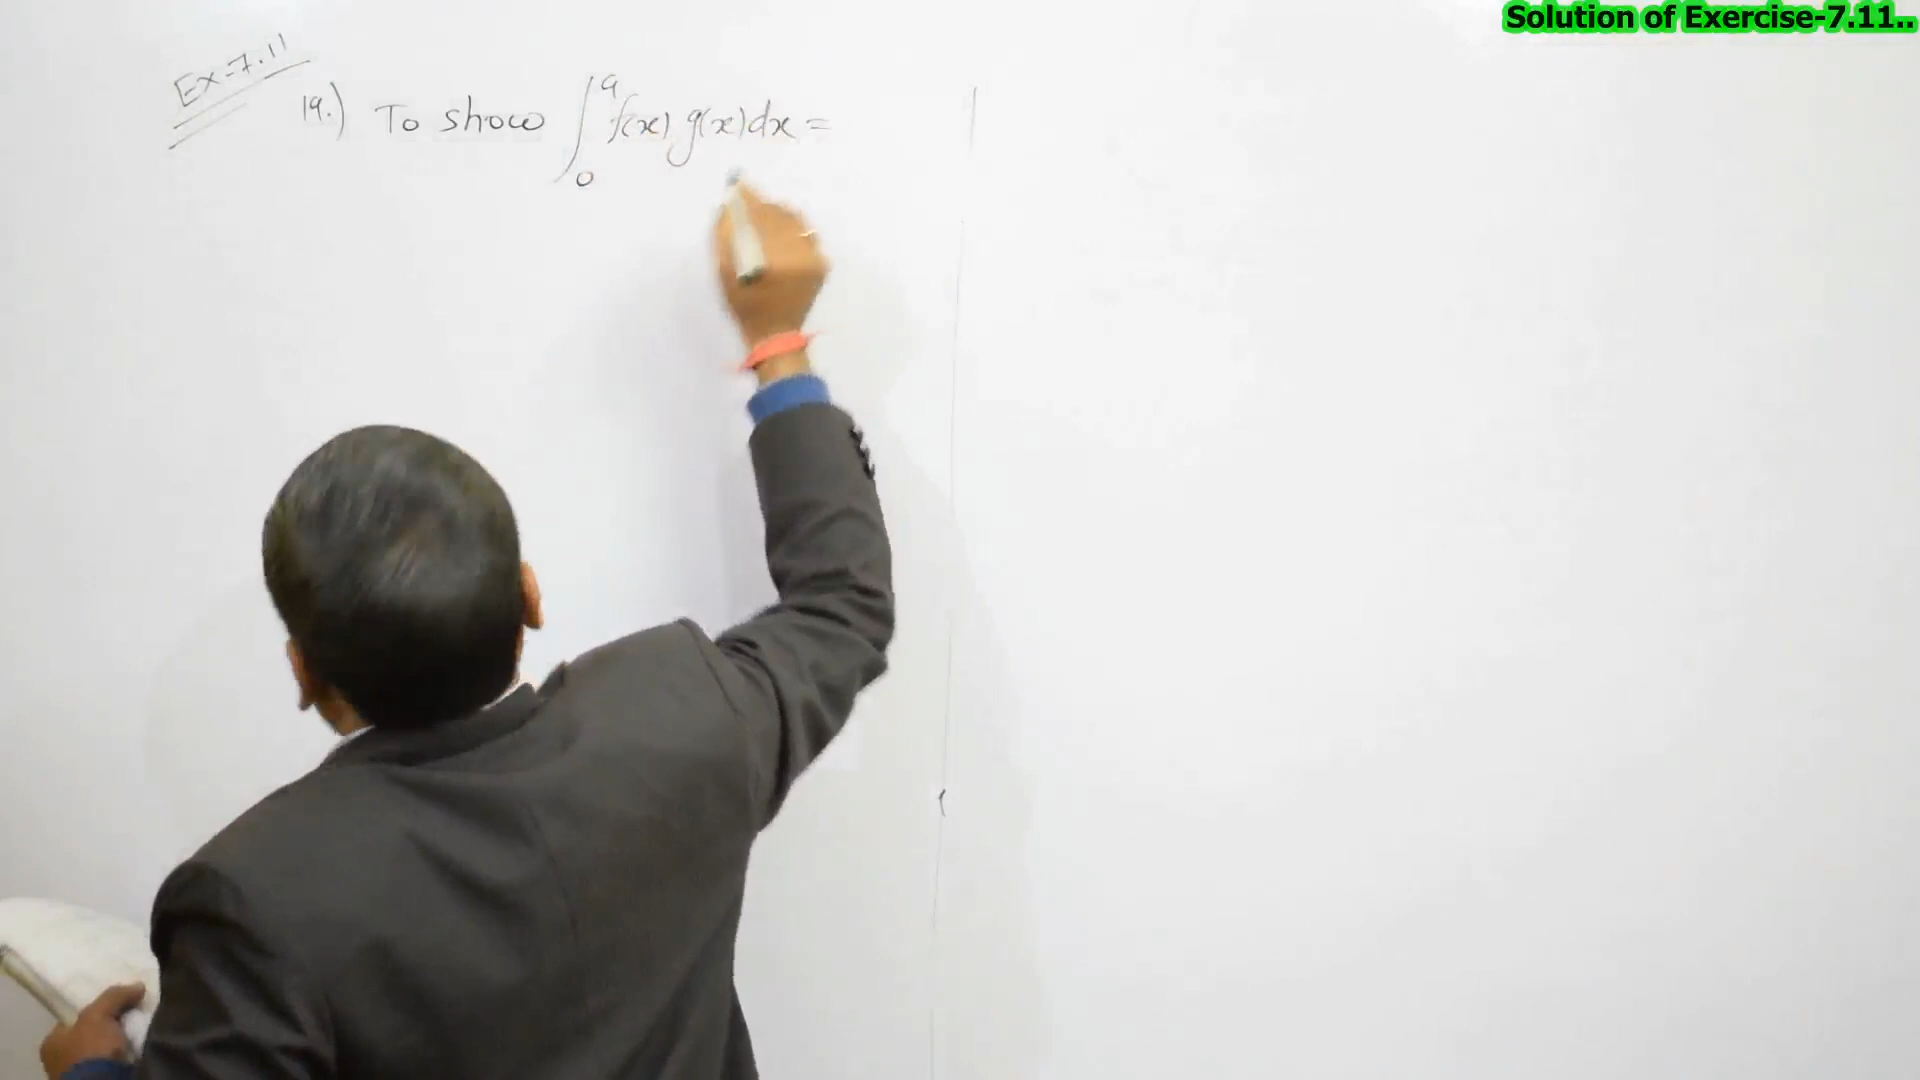 Solution of Exercise-7.11..
Ex-7.11
19.) To show ∫₀ᵃ f(x) g(x) dx =